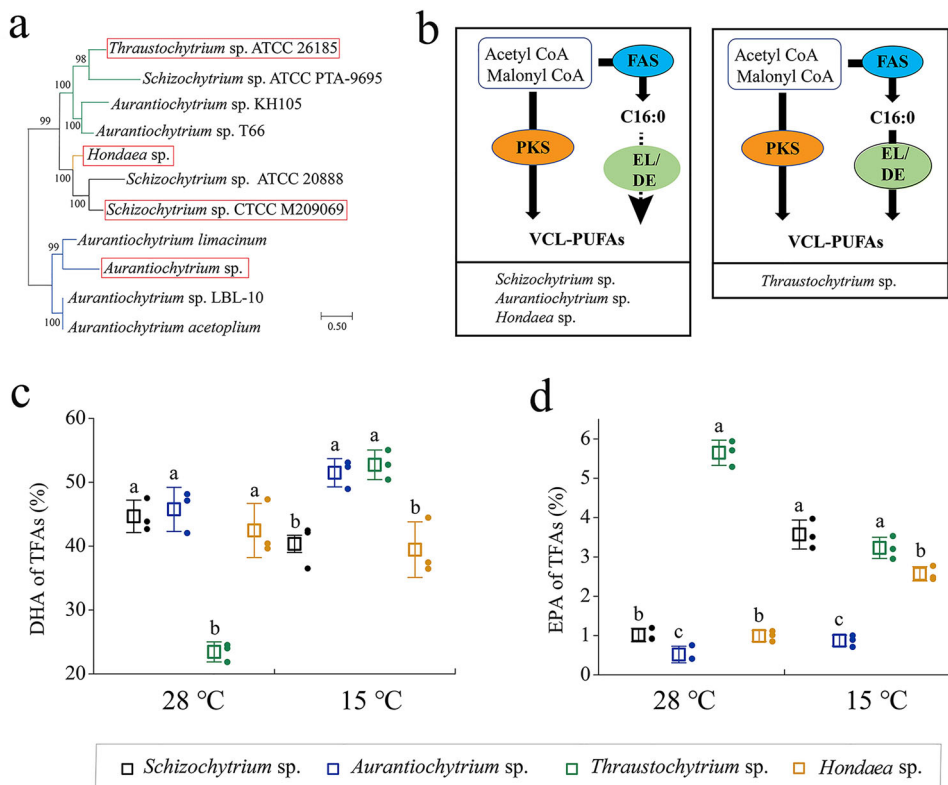 a
Thraustochytrium sp. ATCC 26185
98
100
Schizochytrium sp. ATCC PTA-9695
Aurantiochytrium sp. KH105
99
100
Aurantiochytrium sp. T66
Hondaea sp.
100
Schizochytrium sp. ATCC 20888
100
Schizochytrium sp. CTCC M209069
Aurantiochytrium limacinum
99
Aurantiochytrium sp.
100
Aurantiochytrium sp. LBL-10
100
Aurantiochytrium acetoplium
0.50
b
Acetyl CoA
Malonyl CoA
FAS
C16:0
PKS
EL/
DE
VCL-PUFAs
Schizochytrium sp.
Aurantiochytrium sp.
Hondaea sp.
Acetyl CoA
Malonyl CoA
FAS
C16:0
PKS
EL/
DE
VCL-PUFAs
Thraustochytrium sp.
c
DHA of TFAs (%)
60
50
40
30
20
a a b a b a a b
28 °C 15 °C
d
EPA of TFAs (%)
6
5
4
3
2
1
0
b c a b a c a b
28 °C 15 °C
Schizochytrium sp. Aurantiochytrium sp. Thraustochytrium sp. Hondaea sp.